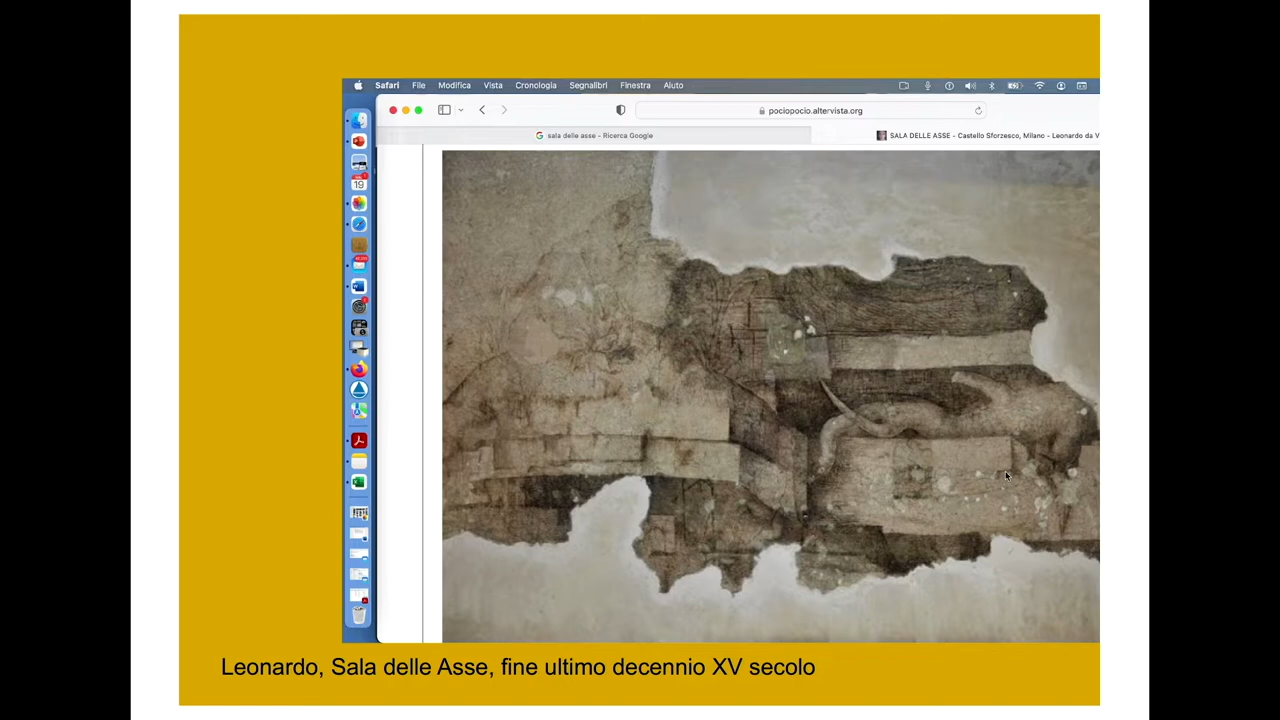 Safari File Modifica Vista Cronologia Segnalibri Finestra Aiuto
pociopocio.altervista.org
sala delle asse - Ricerca Google
SALA DELLE ASSE - Castello Sforzesco, Milano - Leonardo da V
19
Leonardo, Sala delle Asse, fine ultimo decennio XV secolo